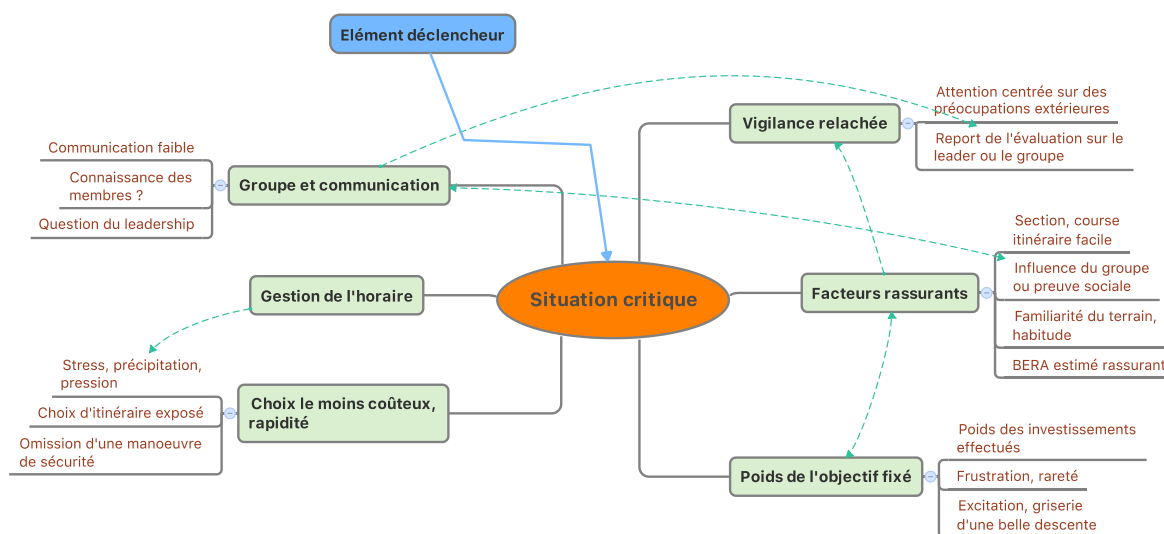 Elément déclencheur
Situation critique
Groupe et communication
Communication faible
Connaissance des
membres ?
Question du leadership
Gestion de l'horaire
Choix le moins coûteux,
rapidité
Stress, précipitation,
pression
Choix d'itinéraire exposé
Omission d'une manoeuvre
de sécurité
Vigilance relachée
Attention centrée sur des
préocupations extérieures
Report de l'évaluation sur le
leader ou le groupe
Facteurs rassurants
Section, course
itinéraire facile
Influence du groupe
ou preuve sociale
Familiarité du terrain,
habitude
BERA estimé rassurant
Poids de l'objectif fixé
Poids des investissements
effectués
Frustration, rareté
Excitation, griserie
d'une belle descente